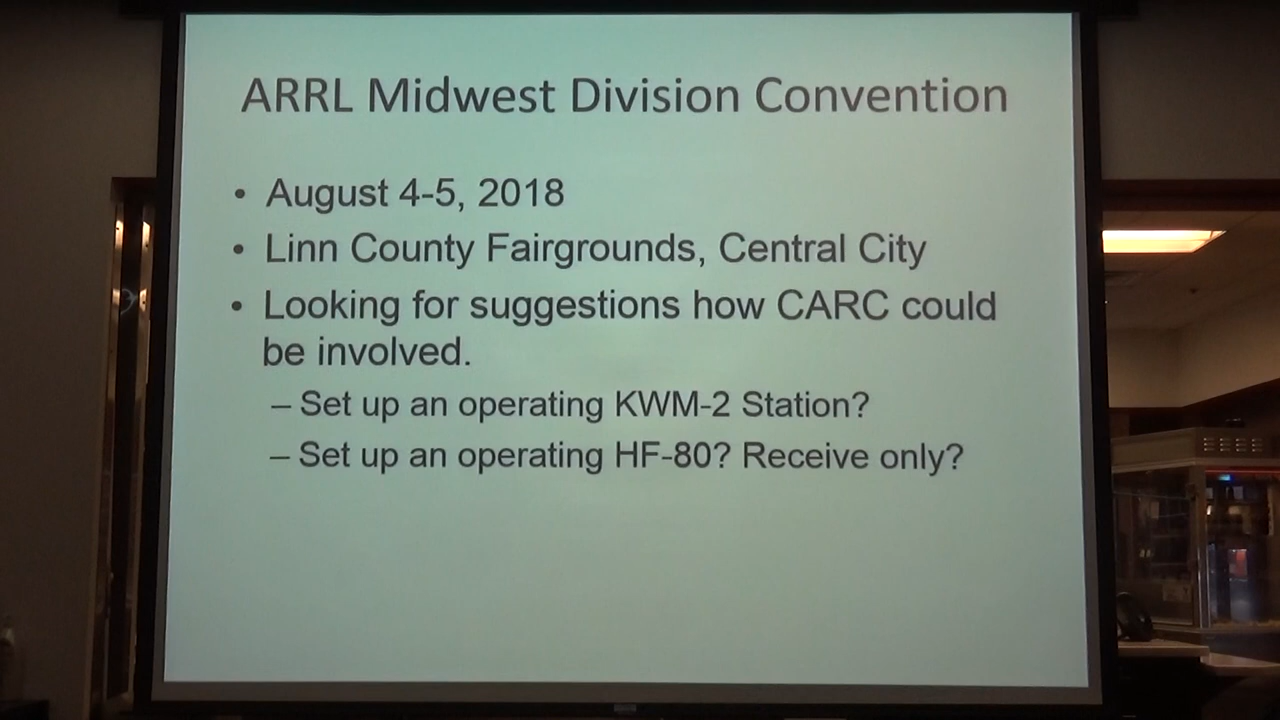 ARRL Midwest Division Convention
• August 4-5, 2018
• Linn County Fairgrounds, Central City
• Looking for suggestions how CARC could
be involved.
– Set up an operating KWM-2 Station?
– Set up an operating HF-80? Receive only?